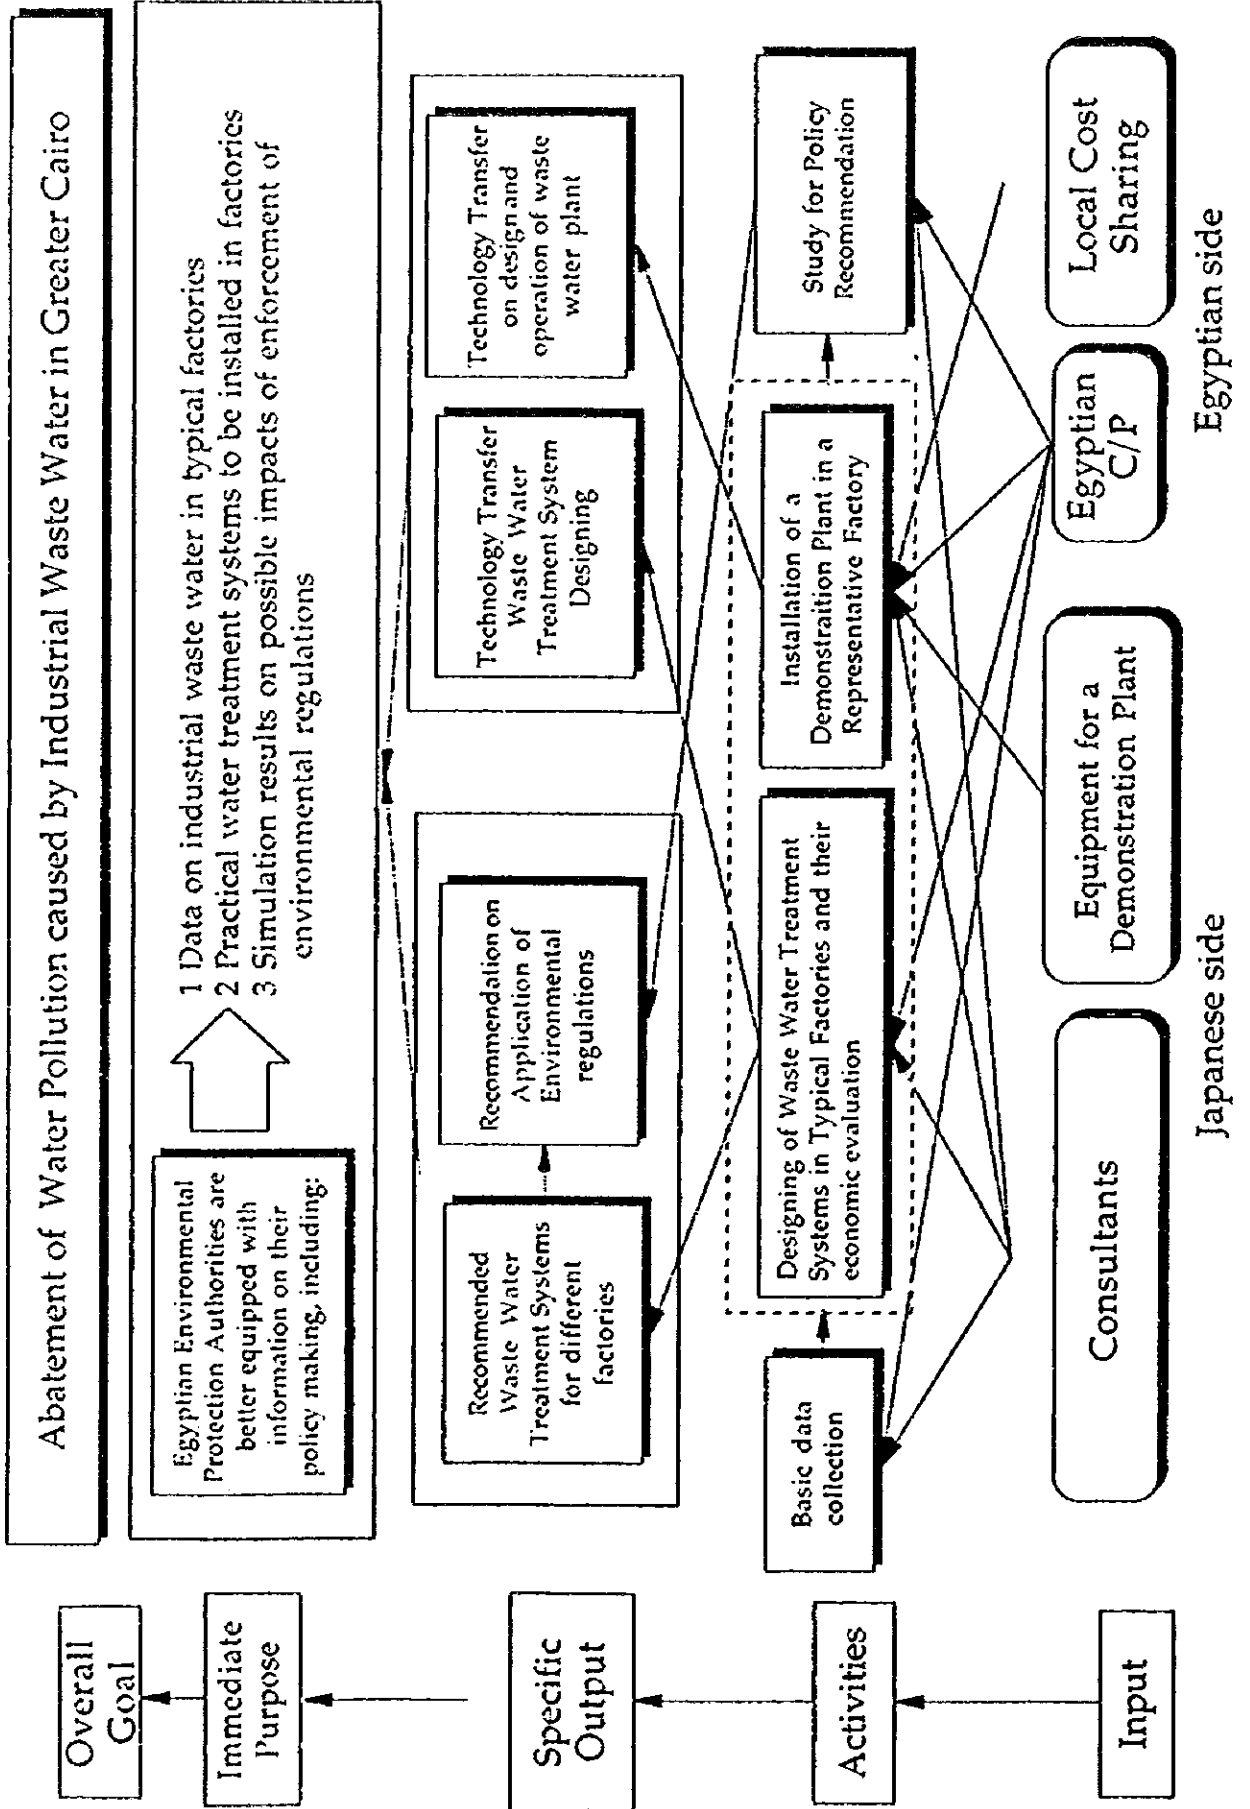 Overall
Goal
Abatement of Water Pollution caused by Industrial Waste Water in Greater Cairo
Immediate
Purpose
Egyptian Environmental
Protection Authorities are
better equipped with
information on their
policy making, including:
1 Data on industrial waste water in typical factories
2 Practical water treatment systems to be installed in factories
3 Simulation results on possible impacts of enforcement of
environmental regulations
Specific
Output
Recommended
Waste Water
Treatment Systems
for different
factories
Recommendation on
Application of
Environmental
regulations
Technology Transfer
Waste Water
Treatment System
Designing
Technology Transfer
on design and
operation of waste
water plant
Activities
Basic data
collection
Designing of Waste Water Treatment
Systems in Typical Factories and their
economic evaluation
Installation of a
Demonstraition Plant in a
Representative Factory
Study for Policy
Recommendation
Input
Consultants
Equipment for a
Demonstration Plant
Egyptian
C/P
Local Cost
Sharing
Japanese side
Egyptian side